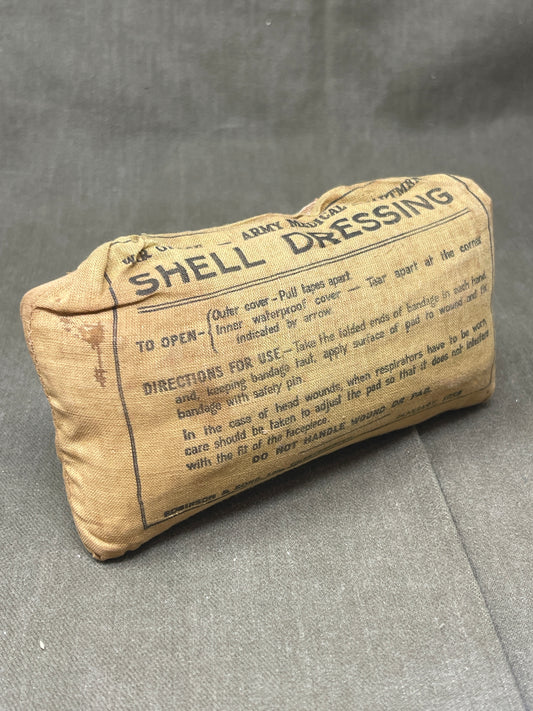 ARMY MEDICAL
SHELL DRESSING
TO OPEN— { Outer cover - Pull tapes apart
Inner waterproof cover — Tear apart at the corner
indicated by arrow.
DIRECTIONS FOR USE.—Take the folded ends of bandage in each hand,
and, keeping bandage taut, apply surface of pad to wound and fix
bandage with safety pin.
In the case of head wounds, when respirators have to be worn,
care should be taken to adjust the pad so that it does not interfere
with the fit of the facepiece.
DO NOT HANDLE WOUND OR PAD.
ROBINSON & SONS